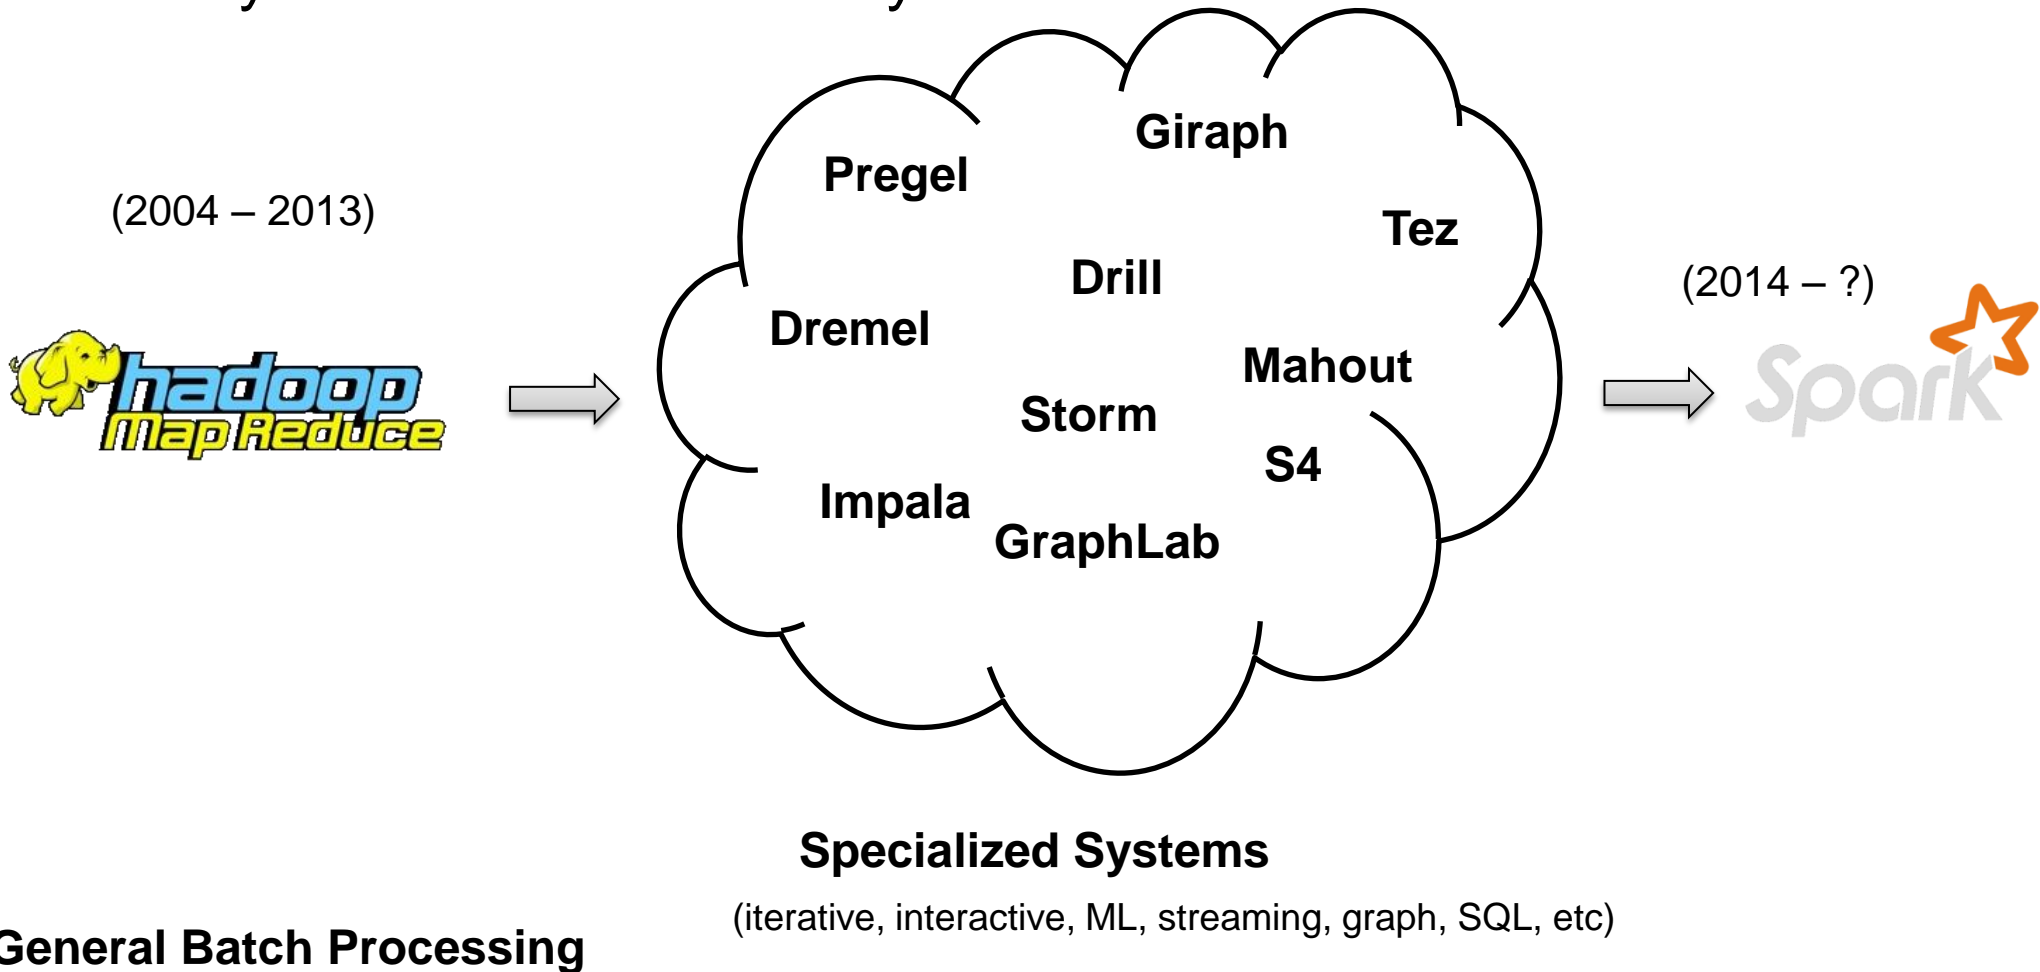 (2004 – 2013)
hadoop
Map Reduce
Giraph
Pregel
Tez
Drill
Dremel
Mahout
Storm
S4
Impala
GraphLab
(2014 – ?)
Spark
Specialized Systems
(iterative, interactive, ML, streaming, graph, SQL, etc)
General Batch Processing